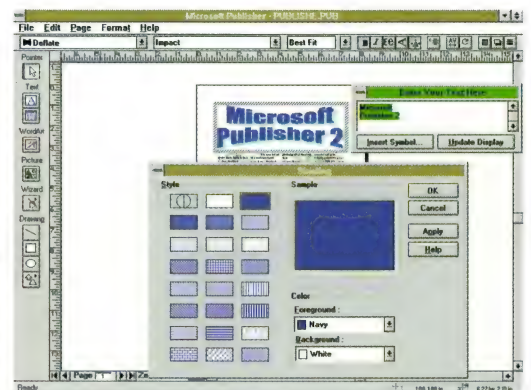 Microsoft Publisher - PUBLISHE.PUB
File Edit Page Format Help
Deflate Impact Best Fit
Pointer
Text
WordArt
Picture
Wizard
Drawing
Enter Your Text Here
Microsoft
Publisher 2
Insert Symbol... Update Display
Microsoft
Publisher 2
Shading
Style
Sample
OK
Cancel
Apply
Help
Color
Foreground :
Navy
Background :
White
Page 1
Ready